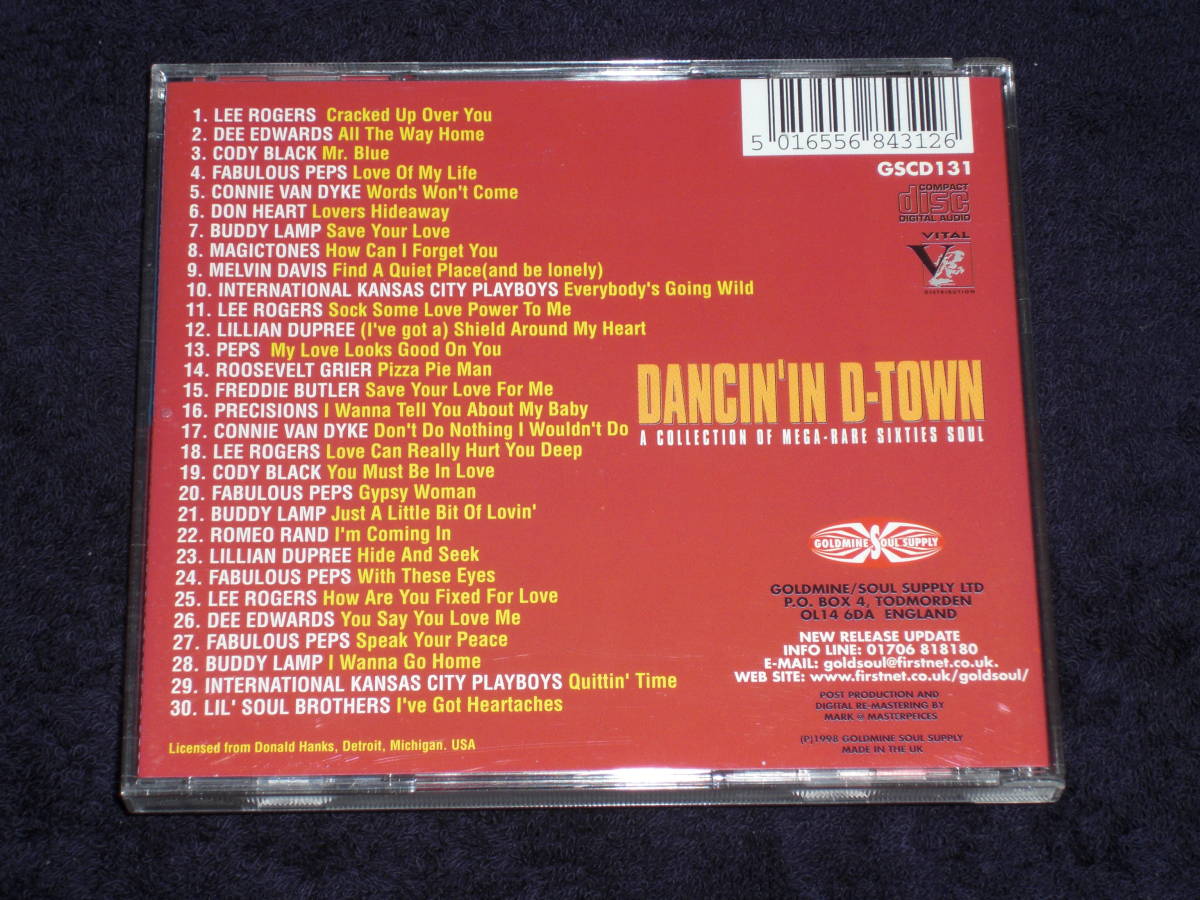 1. LEE ROGERS Cracked Up Over You
2. DEE EDWARDS All The Way Home
3. CODY BLACK Mr. Blue
4. FABULOUS PEPS Love Of My Life
5. CONNIE VAN DYKE Words Won't Come
6. DON HEART Lovers Hideaway
7. BUDDY LAMP Save Your Love
8. MAGICTONES How Can I Forget You
9. MELVIN DAVIS Find A Quiet Place(and be lonely)
10. INTERNATIONAL KANSAS CITY PLAYBOYS Everybody's Going Wild
11. LEE ROGERS Sock Some Love Power To Me
12. LILLIAN DUPREE (I've got a) Shield Around My Heart
13. PEPS My Love Looks Good On You
14. ROOSEVELT GRIER Pizza Pie Man
15. FREDDIE BUTLER Save Your Love For Me
16. PRECISIONS I Wanna Tell You About My Baby
17. CONNIE VAN DYKE Don't Do Nothing I Wouldn't Do
18. LEE ROGERS Love Can Really Hurt You Deep
19. CODY BLACK You Must Be In Love
20. FABULOUS PEPS Gypsy Woman
21. BUDDY LAMP Just A Little Bit Of Lovin'
22. ROMEO RAND I'm Coming In
23. LILLIAN DUPREE Hide And Seek
24. FABULOUS PEPS With These Eyes
25. LEE ROGERS How Are You Fixed For Love
26. DEE EDWARDS You Say You Love Me
27. FABULOUS PEPS Speak Your Peace
28. BUDDY LAMP I Wanna Go Home
29. INTERNATIONAL KANSAS CITY PLAYBOYS Quittin' Time
30. LIL' SOUL BROTHERS I've Got Heartaches
Licensed from Donald Hanks, Detroit, Michigan. USA
5 016556 843126
GSCD131
COMPACT
disc
DIGITAL AUDIO
VITAL
V
DISTRIBUTION
DANCIN' IN D-TOWN
A COLLECTION OF MEGA-RARE SIXTIES SOUL
GOLDMINE SOUL SUPPLY
GOLDMINE/SOUL SUPPLY LTD
P.O. BOX 4, TODMORDEN
OL14 6DA ENGLAND
NEW RELEASE UPDATE
INFO LINE: 01706 818180
E-MAIL: goldsoul@firstnet.co.uk.
WEB SITE: www.firstnet.co.uk/goldsoul/
POST PRODUCTION AND
DIGITAL RE-MASTERING BY
MARK @ MASTERPEICES
(P)1998 GOLDMINE SOUL SUPPLY
MADE IN THE UK